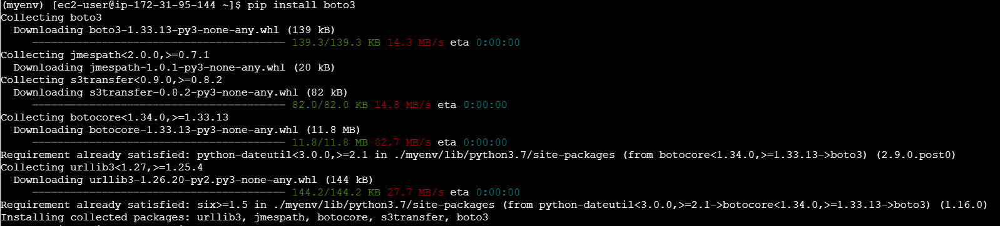 (myenv) [ec2-user@ip-172-31-95-144 ~]$ pip install boto3
Collecting boto3
  Downloading boto3-1.33.13-py3-none-any.whl (139 kB)
     ━━━━━━━━━━━━━━━━━━━━━━━━━━━━━━━━━━━━━━━━ 139.3/139.3 KB 14.3 MB/s eta 0:00:00
Collecting jmespath<2.0.0,>=0.7.1
  Downloading jmespath-1.0.1-py3-none-any.whl (20 kB)
Collecting s3transfer<0.9.0,>=0.8.2
  Downloading s3transfer-0.8.2-py3-none-any.whl (82 kB)
     ━━━━━━━━━━━━━━━━━━━━━━━━━━━━━━━━━━━━━━━━ 82.0/82.0 KB 14.8 MB/s eta 0:00:00
Collecting botocore<1.34.0,>=1.33.13
  Downloading botocore-1.33.13-py3-none-any.whl (11.8 MB)
     ━━━━━━━━━━━━━━━━━━━━━━━━━━━━━━━━━━━━━━━━ 11.8/11.8 MB 82.7 MB/s eta 0:00:00
Requirement already satisfied: python-dateutil<3.0.0,>=2.1 in ./myenv/lib/python3.7/site-packages (from botocore<1.34.0,>=1.33.13->boto3) (2.9.0.post0)
Collecting urllib3<1.27,>=1.25.4
  Downloading urllib3-1.26.20-py2.py3-none-any.whl (144 kB)
     ━━━━━━━━━━━━━━━━━━━━━━━━━━━━━━━━━━━━━━━━ 144.2/144.2 KB 27.7 MB/s eta 0:00:00
Requirement already satisfied: six>=1.5 in ./myenv/lib/python3.7/site-packages (from python-dateutil<3.0.0,>=2.1->botocore<1.34.0,>=1.33.13->boto3) (1.16.0)
Installing collected packages: urllib3, jmespath, botocore, s3transfer, boto3